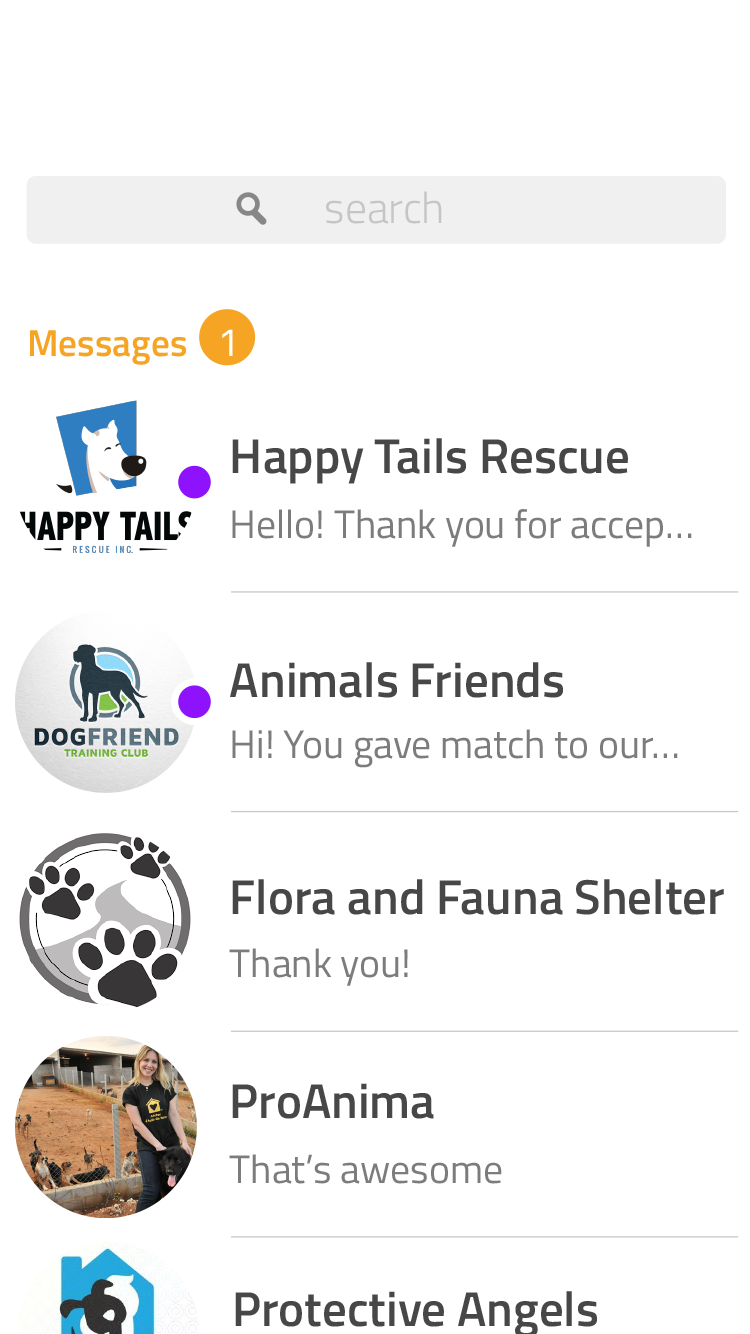 search
Messages 1
HAPPY TAILS
RESCUE INC.
Happy Tails Rescue
Hello! Thank you for accep...
DOGFRIEND
TRAINING CLUB
Animals Friends
Hi! You gave match to our...
Flora and Fauna Shelter
Thank you!
ProAnima
That’s awesome
Protective Angels